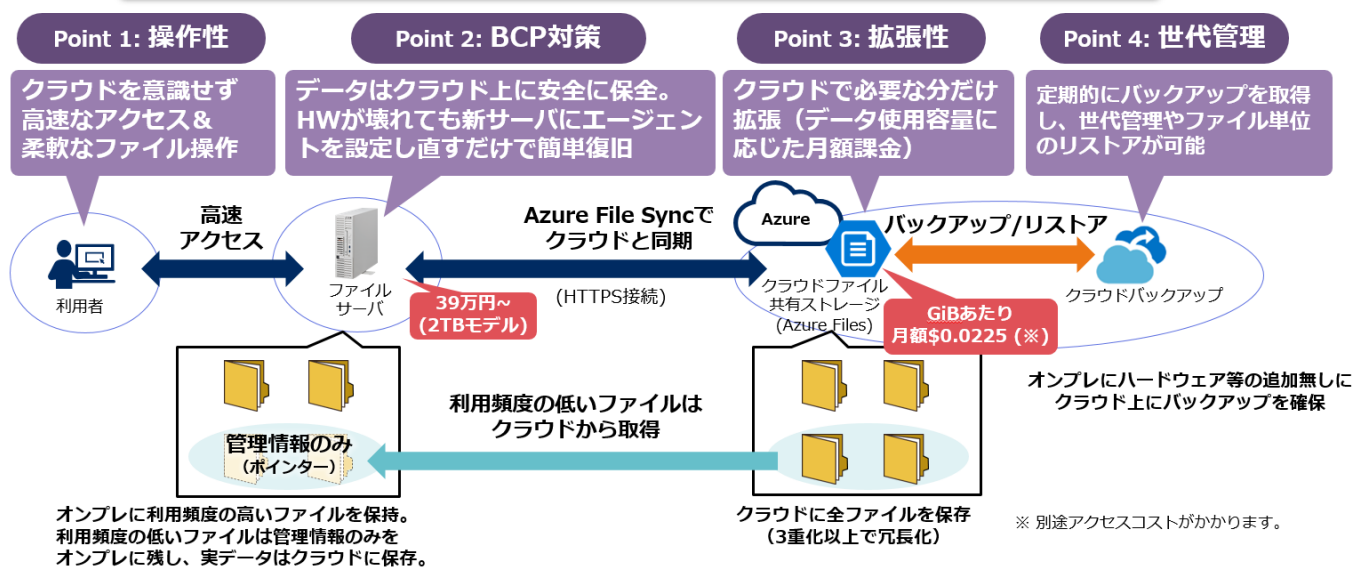 Point 1: 操作性
クラウドを意識せず
高速なアクセス＆
柔軟なファイル操作
Point 2: BCP対策
データはクラウド上に安全に保全。
HWが壊れても新サーバにエージェン
トを設定し直すだけで簡単復旧
Point 3: 拡張性
クラウドで必要な分だけ
拡張（データ使用容量に
応じた月額課金）
Point 4: 世代管理
定期的にバックアップを取得
し、世代管理やファイル単位
のリストアが可能
利用者
高速
アクセス
ファイル
サーバ
39万円～
(2TBモデル)
Azure File Syncで
クラウドと同期
(HTTPS接続)
Azure
クラウドファイル
共有ストレージ
(Azure Files)
GiBあたり
月額$0.0225 (※)
バックアップ/リストア
クラウドバックアップ
オンプレにハードウェア等の追加無しに
クラウド上にバックアップを確保
管理情報のみ
（ポインター）
利用頻度の低いファイルは
クラウドから取得
オンプレに利用頻度の高いファイルを保持。
利用頻度の低いファイルは管理情報のみを
オンプレに残し、実データはクラウドに保存。
クラウドに全ファイルを保存
（3重化以上で冗長化）
※ 別途アクセスコストがかかります。